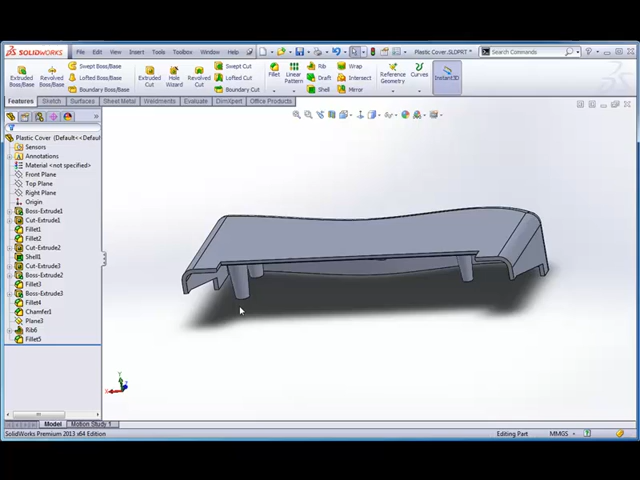 SOLIDWORKS File Edit View Insert Tools Toolbox Window Help Plastic Cover.SLDPRT * Search Commands
Extruded Boss/Base Revolved Boss/Base Swept Boss/Base Lofted Boss/Base Boundary Boss/Base Extruded Cut Hole Wizard Revolved Cut Swept Cut Lofted Cut Boundary Cut Fillet Linear Pattern Rib Draft Shell Wrap Intersect Mirror Reference Geometry Curves Instant3D
Features Sketch Surfaces Sheet Metal Weldments Evaluate DimXpert Office Products
Plastic Cover (Default<<Defau
Sensors
Annotations
Material <not specified>
Front Plane
Top Plane
Right Plane
Origin
Boss-Extrude1
Cut-Extrude1
Fillet1
Fillet2
Cut-Extrude2
Shell1
Cut-Extrude3
Boss-Extrude2
Fillet3
Boss-Extrude3
Fillet4
Chamfer1
Plane3
Rib6
Fillet5
Y
X
Model Motion Study 1
SolidWorks Premium 2013 x64 Edition Editing Part MMGS